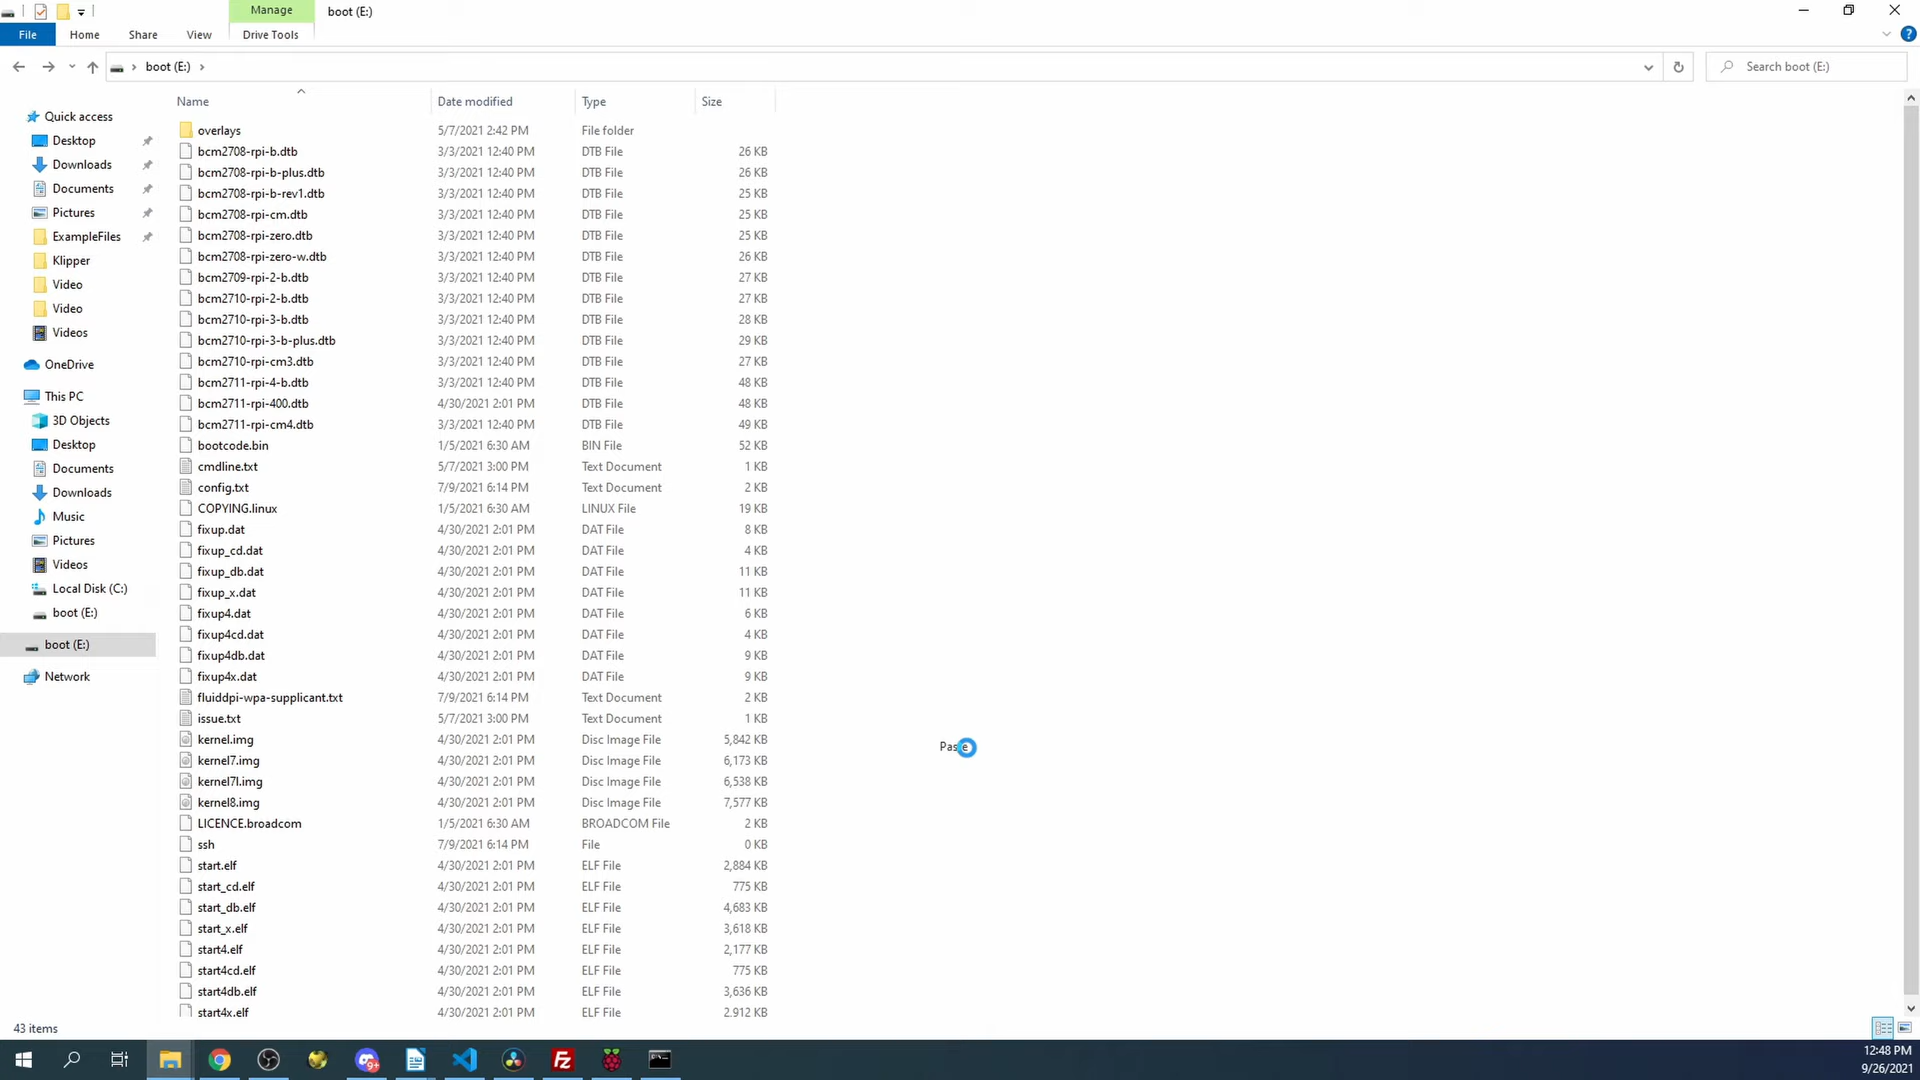 Manage
boot (E:)
File
Home
Share
View
Drive Tools
boot (E:)
Search boot (E:)
Name
Date modified
Type
Size
Quick access
Desktop
Downloads
Documents
Pictures
ExampleFiles
Klipper
Video
Video
Videos
OneDrive
This PC
3D Objects
Desktop
Documents
Downloads
Music
Pictures
Videos
Local Disk (C:)
boot (E:)
boot (E:)
Network
overlays 5/7/2021 2:42 PM File folder
bcm2708-rpi-b.dtb 3/3/2021 12:40 PM DTB File 26 KB
bcm2708-rpi-b-plus.dtb 3/3/2021 12:40 PM DTB File 26 KB
bcm2708-rpi-b-rev1.dtb 3/3/2021 12:40 PM DTB File 25 KB
bcm2708-rpi-cm.dtb 3/3/2021 12:40 PM DTB File 25 KB
bcm2708-rpi-zero.dtb 3/3/2021 12:40 PM DTB File 25 KB
bcm2708-rpi-zero-w.dtb 3/3/2021 12:40 PM DTB File 26 KB
bcm2709-rpi-2-b.dtb 3/3/2021 12:40 PM DTB File 27 KB
bcm2710-rpi-2-b.dtb 3/3/2021 12:40 PM DTB File 27 KB
bcm2710-rpi-3-b.dtb 3/3/2021 12:40 PM DTB File 28 KB
bcm2710-rpi-3-b-plus.dtb 3/3/2021 12:40 PM DTB File 29 KB
bcm2710-rpi-cm3.dtb 3/3/2021 12:40 PM DTB File 27 KB
bcm2711-rpi-4-b.dtb 3/3/2021 12:40 PM DTB File 48 KB
bcm2711-rpi-400.dtb 4/30/2021 2:01 PM DTB File 48 KB
bcm2711-rpi-cm4.dtb 3/3/2021 12:40 PM DTB File 49 KB
bootcode.bin 1/5/2021 6:30 AM BIN File 52 KB
cmdline.txt 5/7/2021 3:00 PM Text Document 1 KB
config.txt 7/9/2021 6:14 PM Text Document 2 KB
COPYING.linux 1/5/2021 6:30 AM LINUX File 19 KB
fixup.dat 4/30/2021 2:01 PM DAT File 8 KB
fixup_cd.dat 4/30/2021 2:01 PM DAT File 4 KB
fixup_db.dat 4/30/2021 2:01 PM DAT File 11 KB
fixup_x.dat 4/30/2021 2:01 PM DAT File 11 KB
fixup4.dat 4/30/2021 2:01 PM DAT File 6 KB
fixup4cd.dat 4/30/2021 2:01 PM DAT File 4 KB
fixup4db.dat 4/30/2021 2:01 PM DAT File 9 KB
fixup4x.dat 4/30/2021 2:01 PM DAT File 9 KB
fluiddpi-wpa-supplicant.txt 7/9/2021 6:14 PM Text Document 2 KB
issue.txt 5/7/2021 3:00 PM Text Document 1 KB
kernel.img 4/30/2021 2:01 PM Disc Image File 5,842 KB
kernel7.img 4/30/2021 2:01 PM Disc Image File 6,173 KB
kernel7l.img 4/30/2021 2:01 PM Disc Image File 6,538 KB
kernel8.img 4/30/2021 2:01 PM Disc Image File 7,577 KB
LICENCE.broadcom 1/5/2021 6:30 AM BROADCOM File 2 KB
ssh 7/9/2021 6:14 PM File 0 KB
start.elf 4/30/2021 2:01 PM ELF File 2,884 KB
start_cd.elf 4/30/2021 2:01 PM ELF File 775 KB
start_db.elf 4/30/2021 2:01 PM ELF File 4,683 KB
start_x.elf 4/30/2021 2:01 PM ELF File 3,618 KB
start4.elf 4/30/2021 2:01 PM ELF File 2,177 KB
start4cd.elf 4/30/2021 2:01 PM ELF File 775 KB
start4db.elf 4/30/2021 2:01 PM ELF File 3,636 KB
start4x.elf 4/30/2021 2:01 PM ELF File 2,912 KB
Paste
43 items
9+
Fz
12:48 PM
9/26/2021